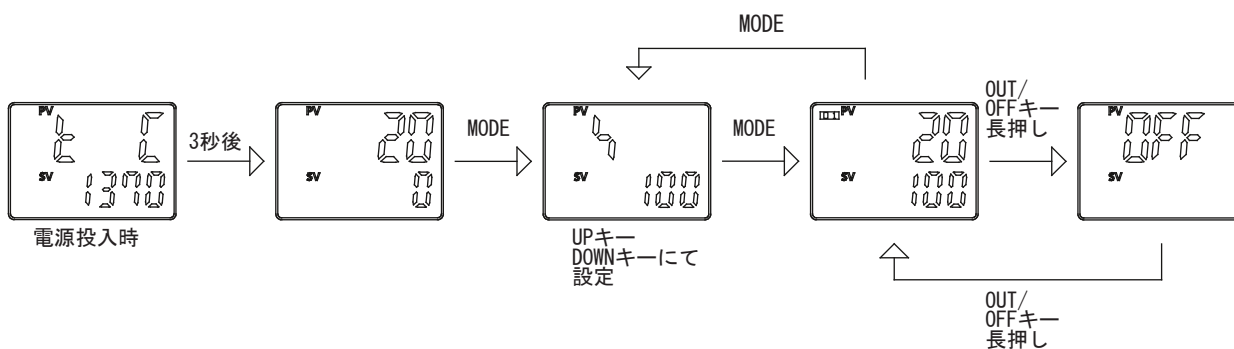 MODE
PV
SV
1370
電源投入時
3秒後
PV
20
SV
0
MODE
PV
SV
100
UPキー
DOWNキーにて
設定
MODE
PV
20
SV
100
OUT/
OFFキー
長押し
PV
OFF
SV
OUT/
OFFキー
長押し